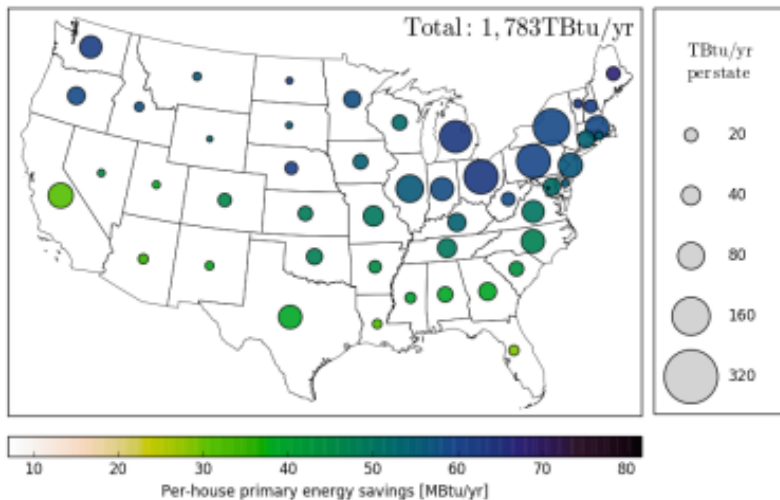 Total: 1,783TBtu/yr
TBtu/yr
per state
20
40
80
160
320
10 20 30 40 50 60 70 80
Per-house primary energy savings [MBtu/yr]